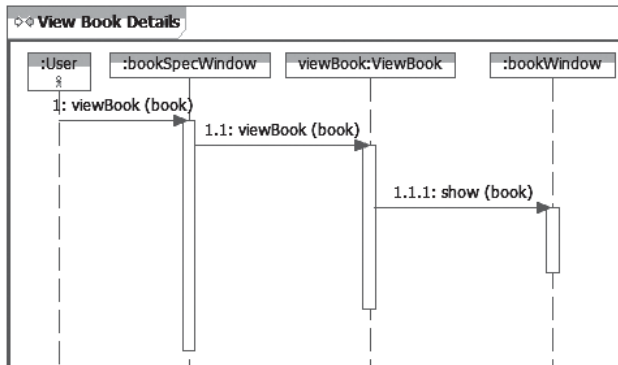 View Book Details
:User
:bookSpecWindow
viewBook:ViewBook
:bookWindow
1: viewBook (book)
1.1: viewBook (book)
1.1.1: show (book)